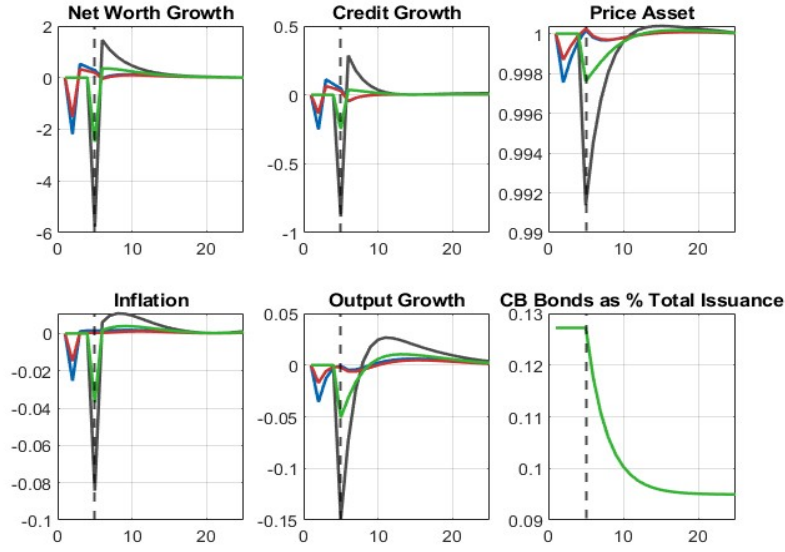 Net Worth Growth
2
0
-2
-4
-6
0 10 20
Credit Growth
0.5
0
-0.5
-1
0 10 20
Price Asset
1
0.998
0.996
0.994
0.992
0.99
0 10 20
Inflation
0
-0.02
-0.04
-0.06
-0.08
-0.1
0 10 20
Output Growth
0.05
0
-0.05
-0.1
-0.15
0 10 20
CB Bonds as % Total Issuance
0.13
0.12
0.11
0.1
0.09
0 10 20